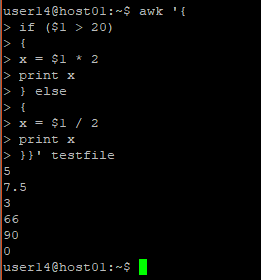 user14@host01:~$ awk '{
> if ($1 > 20)
> {
> x = $1 * 2
> print x
> } else
> {
> x = $1 / 2
> print x
> }}' testfile
5
7.5
3
66
90
0
user14@host01:~$